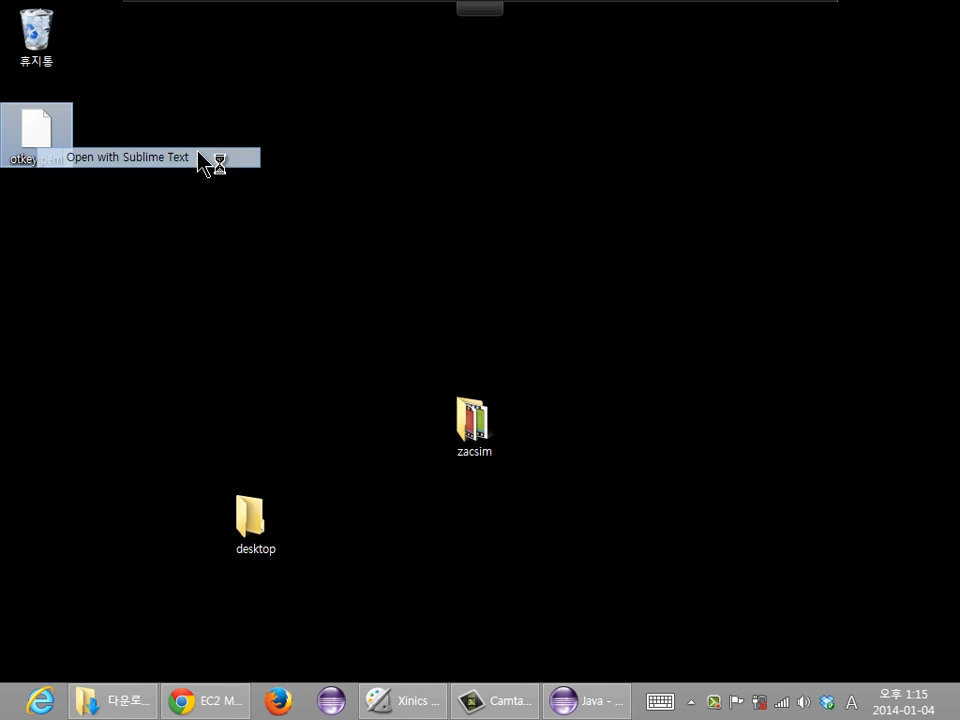 휴지통
otkey.pem
Open with Sublime Text
zacsim
desktop
다운로...
EC2 M...
Xinics ...
Camta...
Java - ...
A
오후 1:15
2014-01-04